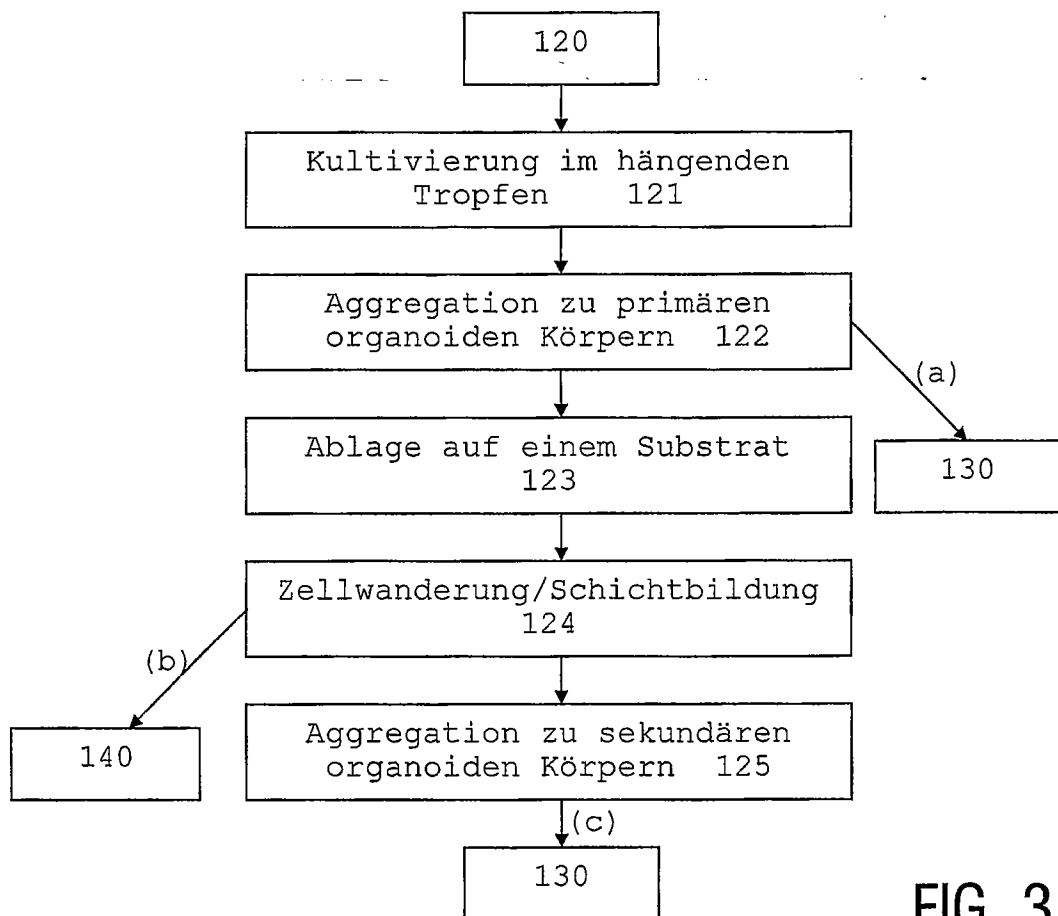 120
Kultivierung im hängenden
Tropfen 121
Aggregation zu primären
organoiden Körpern 122
(a)
Ablage auf einem Substrat
123
130
Zellwanderung/Schichtbildung
124
(b)
140
Aggregation zu sekundären
organoiden Körpern 125
(c)
130
FIG. 3